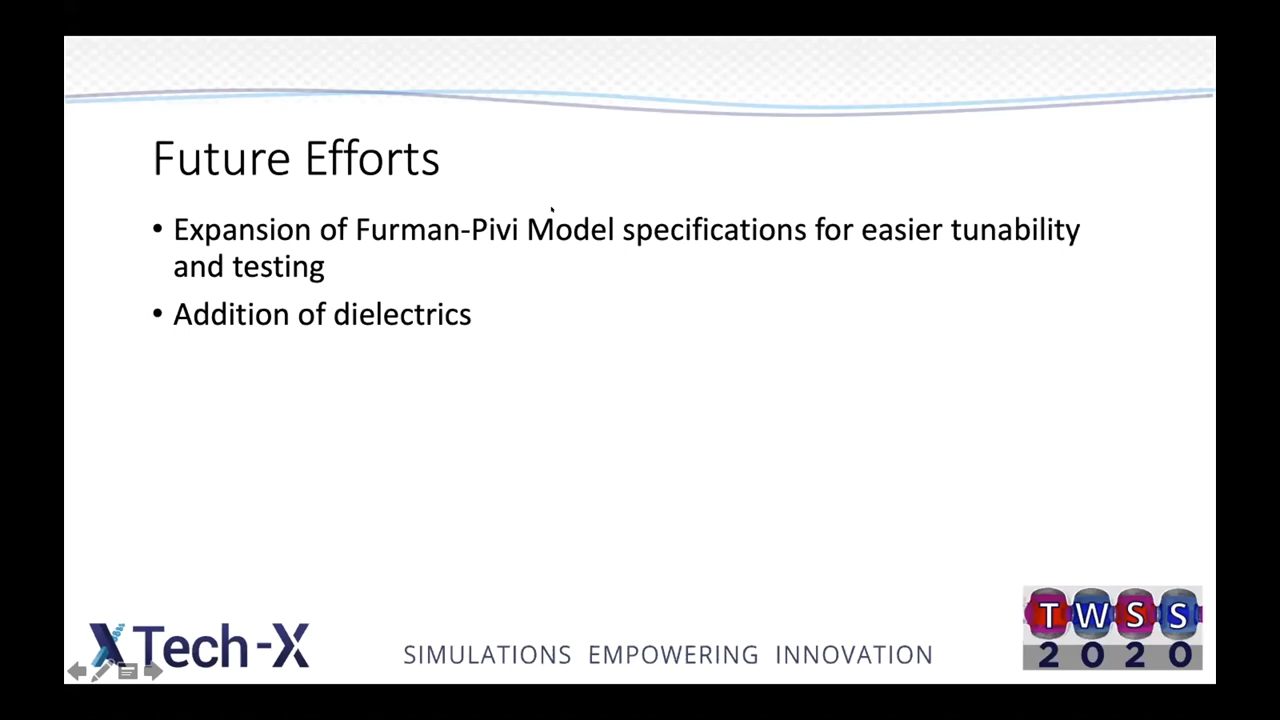 Future Efforts
• Expansion of Furman-Pivi Model specifications for easier tunability
and testing
• Addition of dielectrics
Tech-X
SIMULATIONS EMPOWERING INNOVATION
TWSS
2020